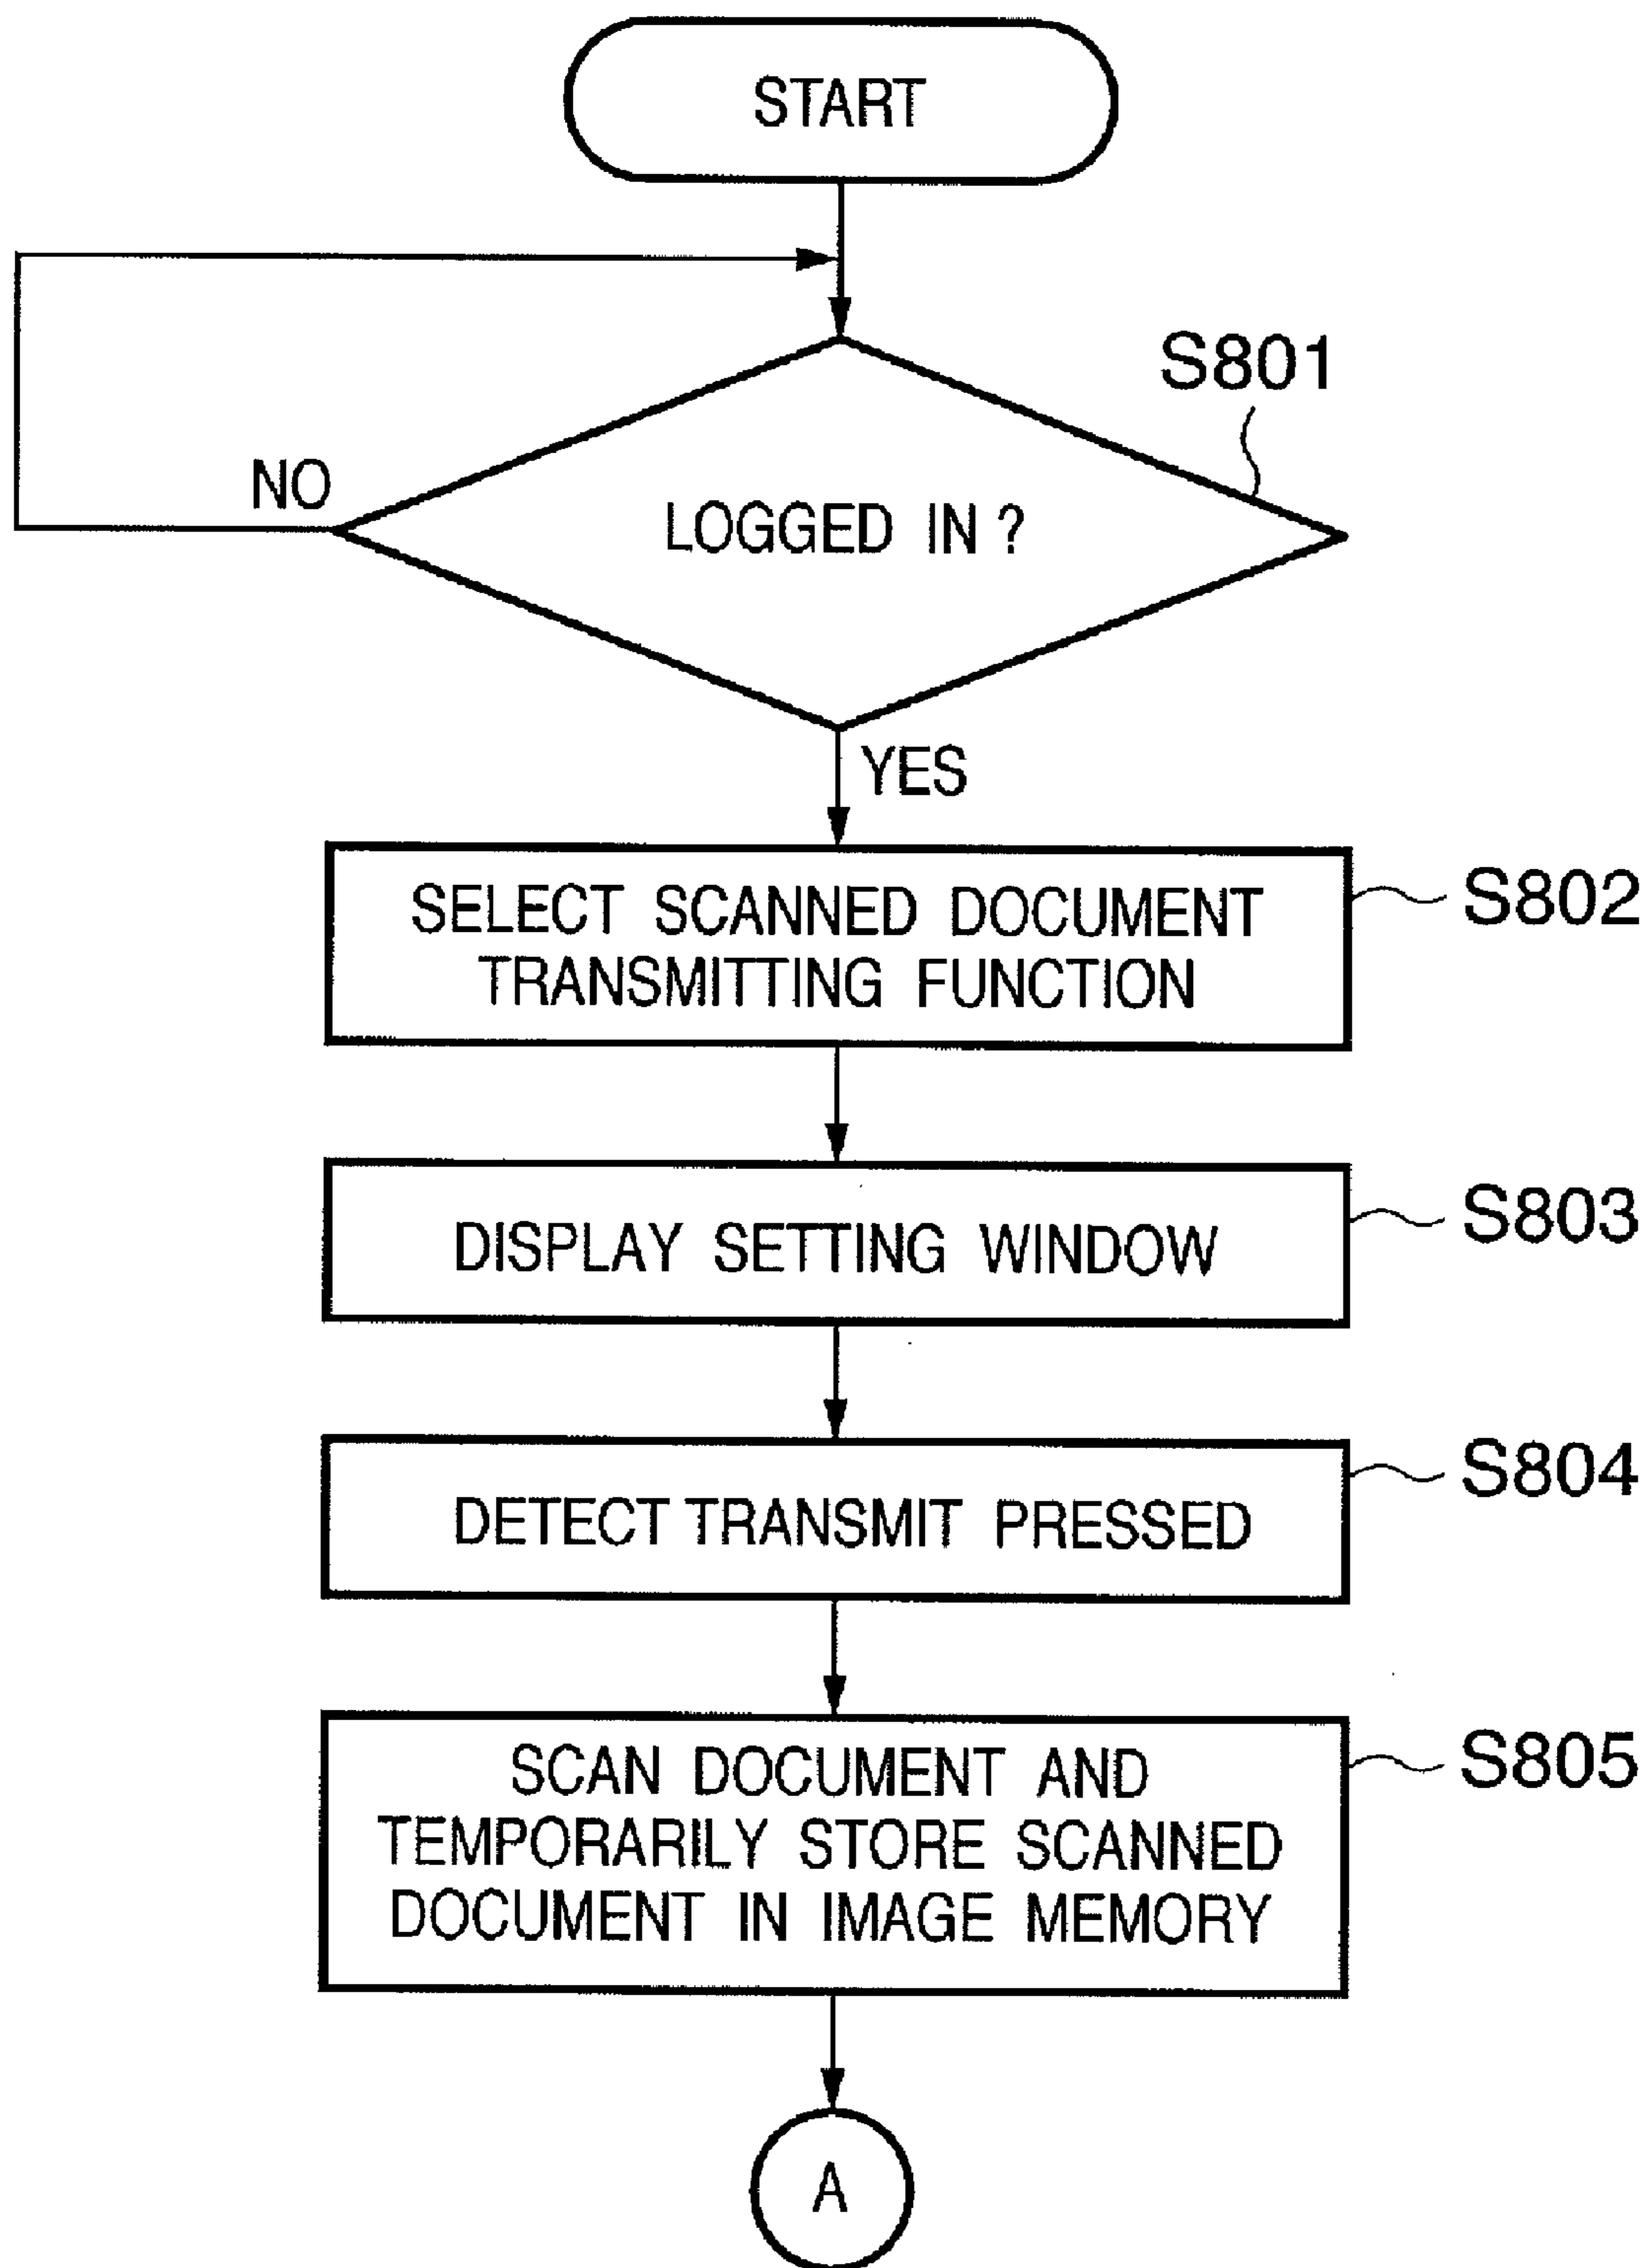 START
S801
NO
LOGGED IN ?
YES
SELECT SCANNED DOCUMENT
TRANSMITTING FUNCTION
S802
DISPLAY SETTING WINDOW
S803
DETECT TRANSMIT PRESSED
S804
SCAN DOCUMENT AND
TEMPORARILY STORE SCANNED
DOCUMENT IN IMAGE MEMORY
S805
A